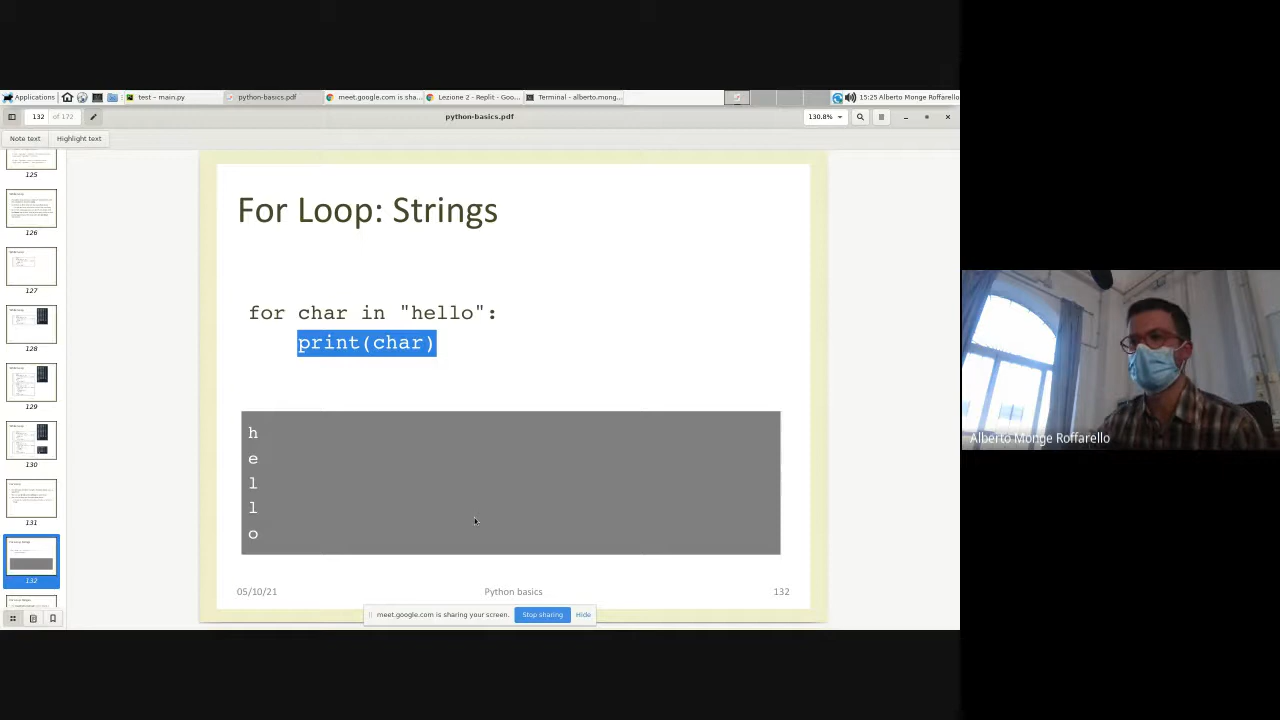 Applications
test - main.py
python-basics.pdf
meet.google.com is sha...
Lezione 2 - Replit - Goo...
Terminal - alberto.mong...
15:25 Alberto Monge Roffarello
132 of 172
python-basics.pdf
130.8%
Note text
Highlight text
125
126
127
128
129
130
131
132
For Loop: Strings
for char in "hello":
print(char)
h
e
l
l
o
05/10/21
Python basics
132
meet.google.com is sharing your screen.
Stop sharing
Hide
Alberto Monge Roffarello